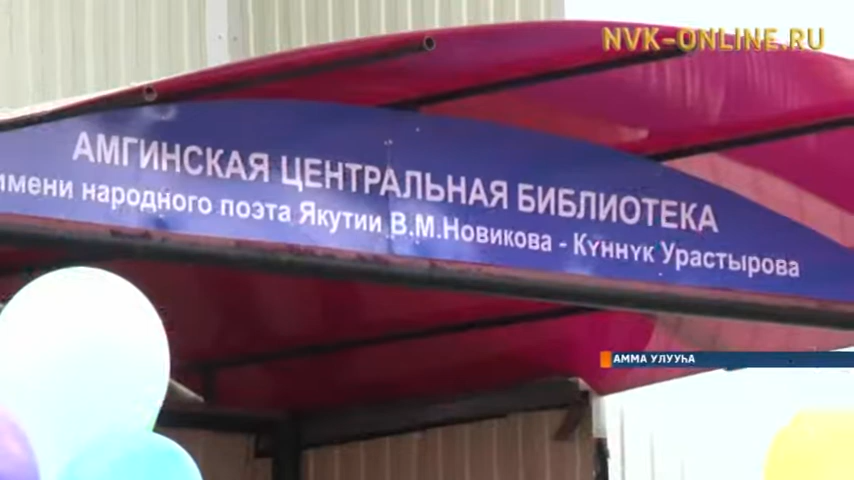 NVK-ONLINE.RU
АМГИНСКАЯ ЦЕНТРАЛЬНАЯ БИБЛИОТЕКА
имени народного поэта Якутии В.М.Новикова - Күннүк Урастырова
АММА УЛУУҺА